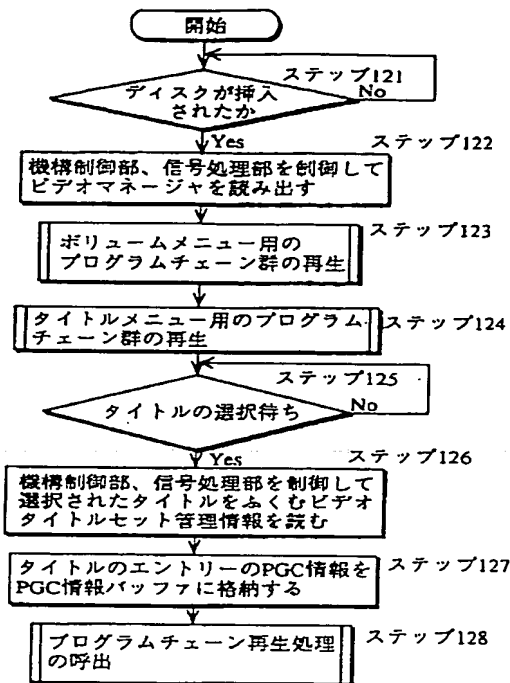 開始
ステップ121
ディスクが挿入
されたか
No
Yes
ステップ122
機構制御部、信号処理部を制御して
ビデオマネージャを読み出す
ステップ123
ボリュームメニュー用の
プログラムチェーン群の再生
タイトルメニュー用のプログラム
チェーン群の再生
ステップ124
ステップ125
タイトルの選択待ち
No
Yes
ステップ126
機構制御部、信号処理部を制御して
選択されたタイトルをふくむビデオ
タイトルセット管理情報を読む
タイトルのエントリーのPGC情報を
PGC情報バッファに格納する
ステップ127
プログラムチェーン再生処理
の呼出
ステップ128